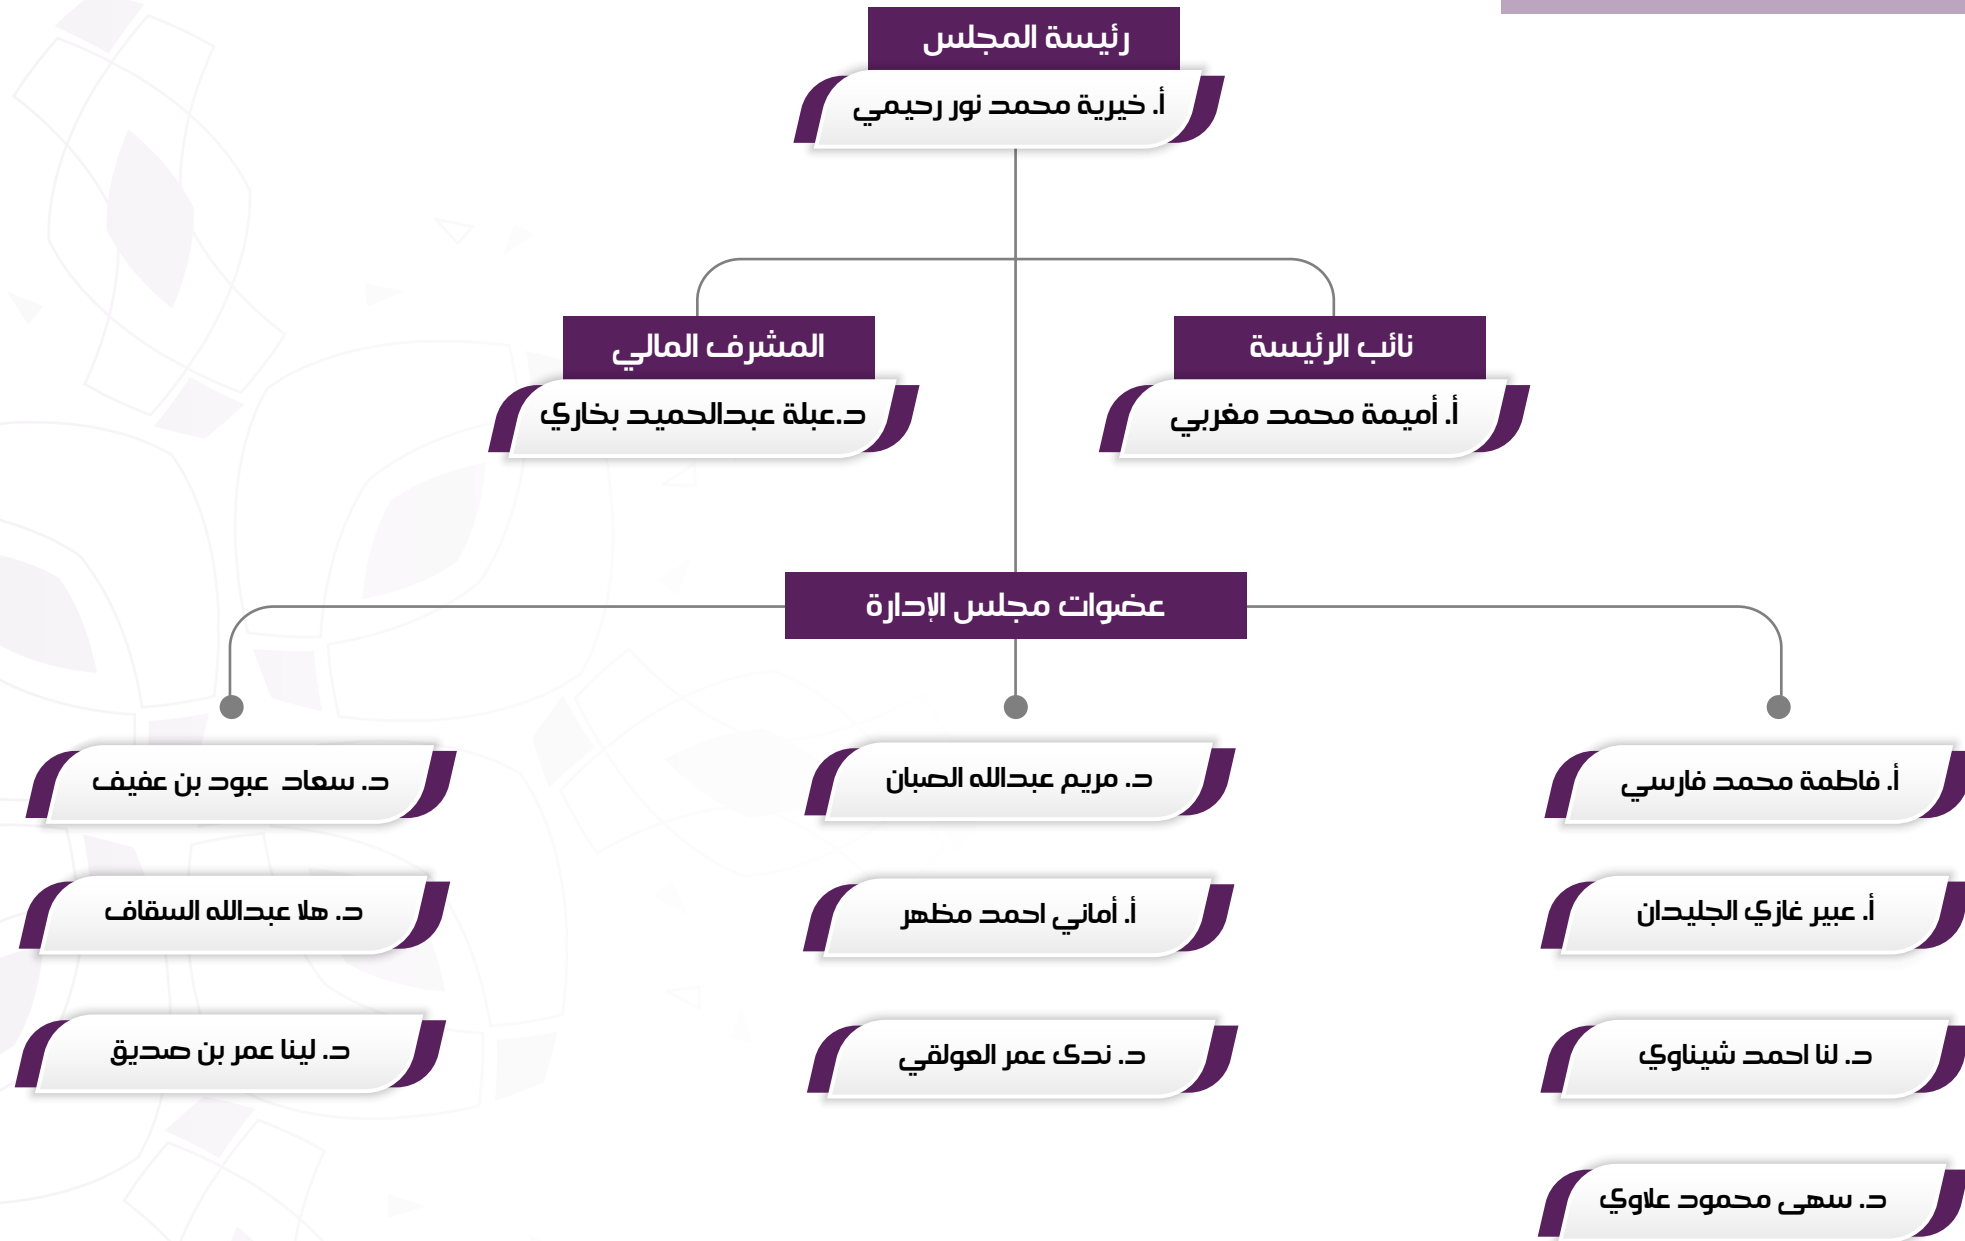 رئيسة المجلس
أ. خيرية محمد نور رحيمي
نائب الرئيسة
أ. أميمة محمد مغربي
المشرف المالي
د.عبلة عبدالحميد بخاري
عضوات مجلس الإدارة
أ. فاطمة محمد فارسي
د. مريم عبدالله الصبان
د. سعاد عبود بن عفيف
أ. عبير غازي الجليدان
أ. أماني احمد مظهر
د. هلا عبدالله السقاف
د. لنا احمد شيناوي
د. ندى عمر العولقي
د. لينا عمر بن صديق
د. سهى محمود علاوي